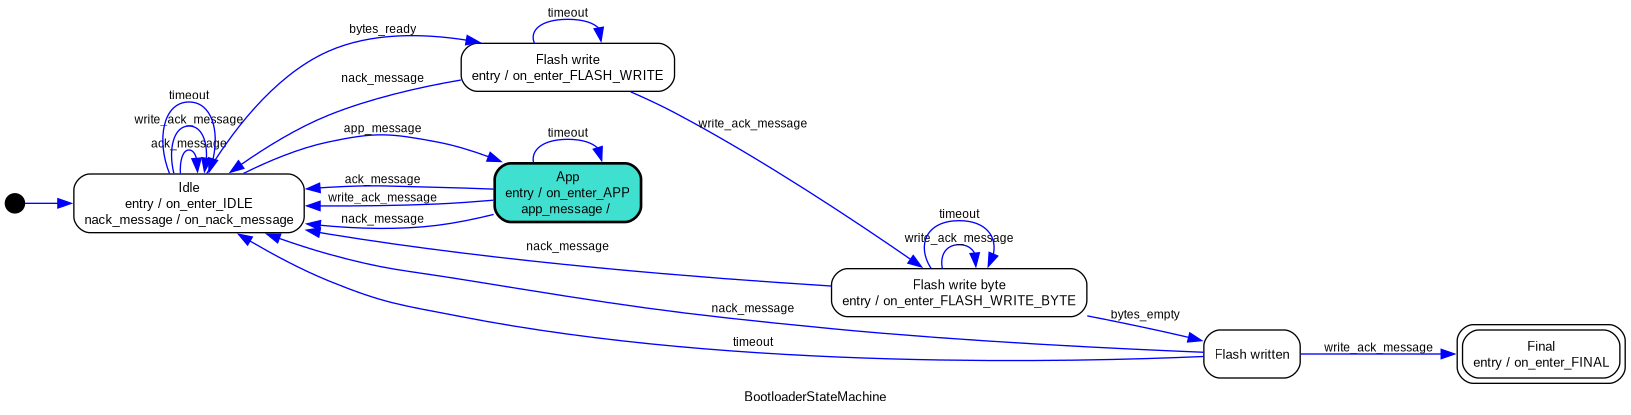 timeout
bytes_ready
Flash write
entry / on_enter_FLASH_WRITE
nack_message
timeout
write_ack_message
ack_message
app_message
write_ack_message
timeout
App
entry / on_enter_APP
app_message /
Idle
entry / on_enter_IDLE
nack_message / on_nack_message
ack_message
write_ack_message
nack_message
timeout
write_ack_message
nack_message
Flash write byte
entry / on_enter_FLASH_WRITE_BYTE
nack_message
bytes_empty
timeout
Flash written
write_ack_message
Final
entry / on_enter_FINAL
BootloaderStateMachine